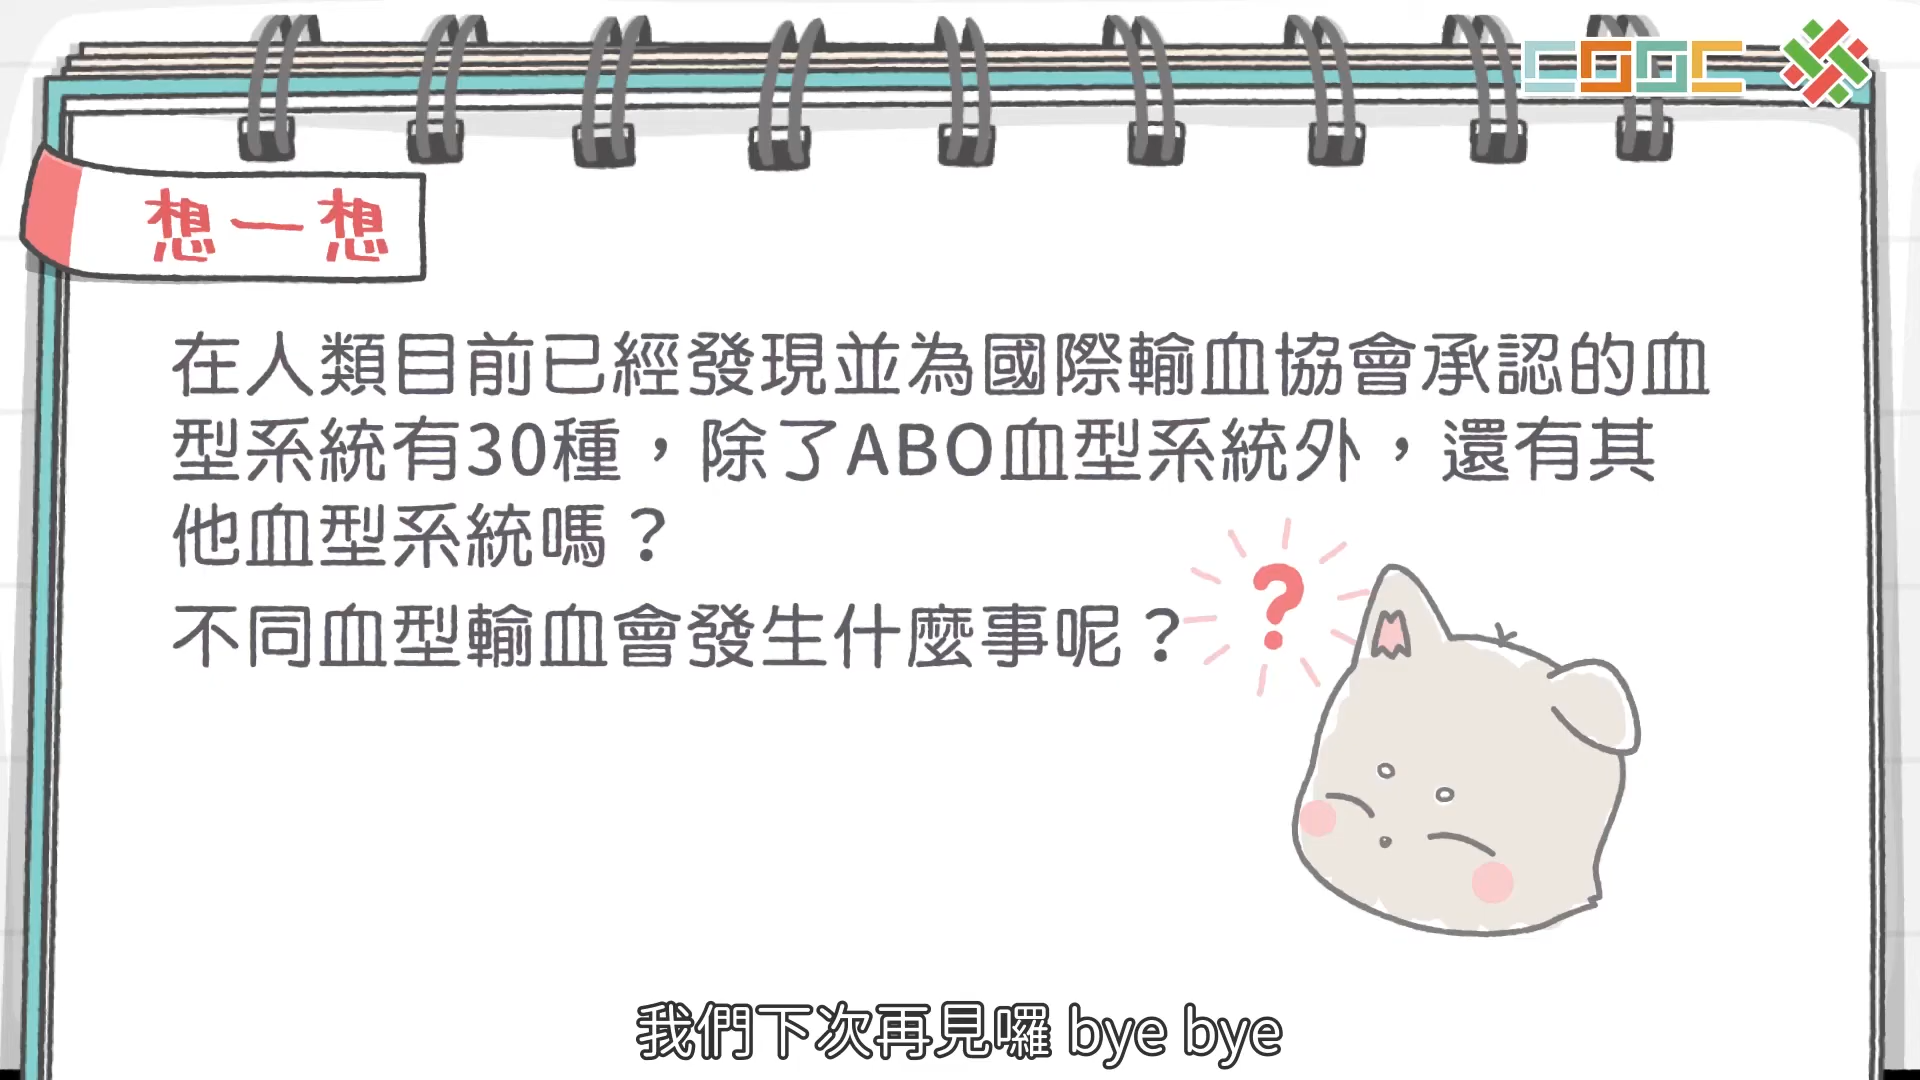 想一想
在人類目前已經發現並為國際輸血協會承認的血
型系統有30種，除了ABO血型系統外，還有其
他血型系統嗎？
不同血型輸血會發生什麼事呢？
?
我們下次再見囉 bye bye